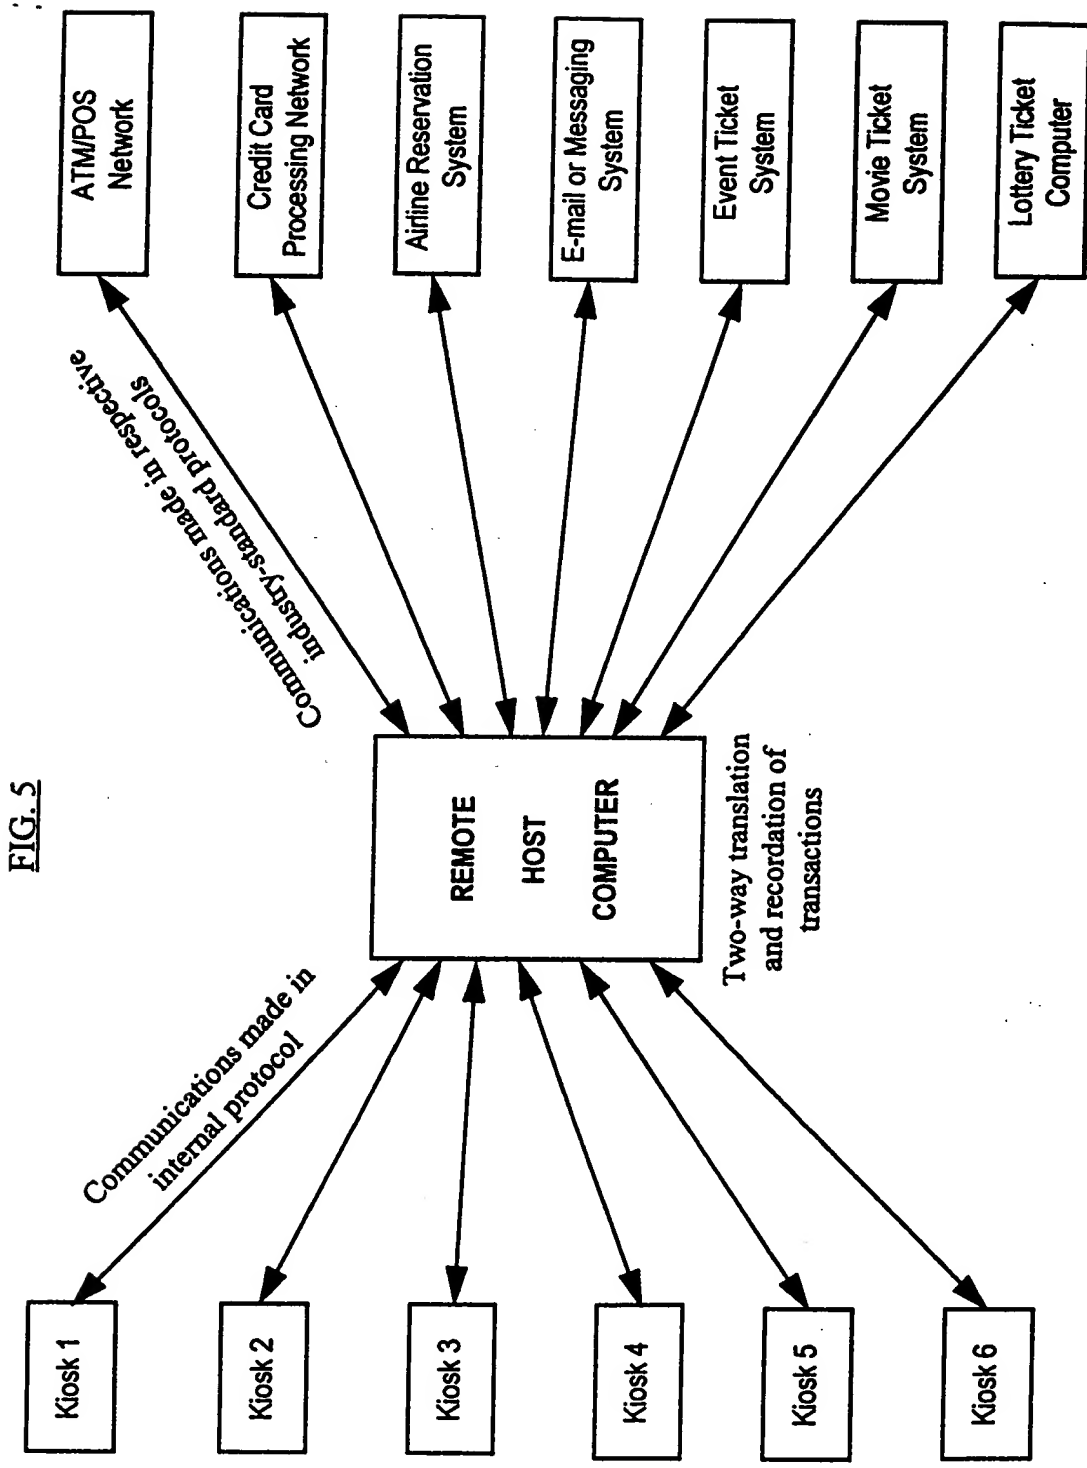 FIG. 5
Kiosk 1
Kiosk 2
Kiosk 3
Kiosk 4
Kiosk 5
Kiosk 6
Communications made in
internal protocol
REMOTE
HOST
COMPUTER
Two-way translation
and recordation of
transactions
Communications made in respective
industry-standard protocols
ATM/POS
Network
Credit Card
Processing Network
Airline Reservation
System
E-mail or Messaging
System
Event Ticket
System
Movie Ticket
System
Lottery Ticket
Computer